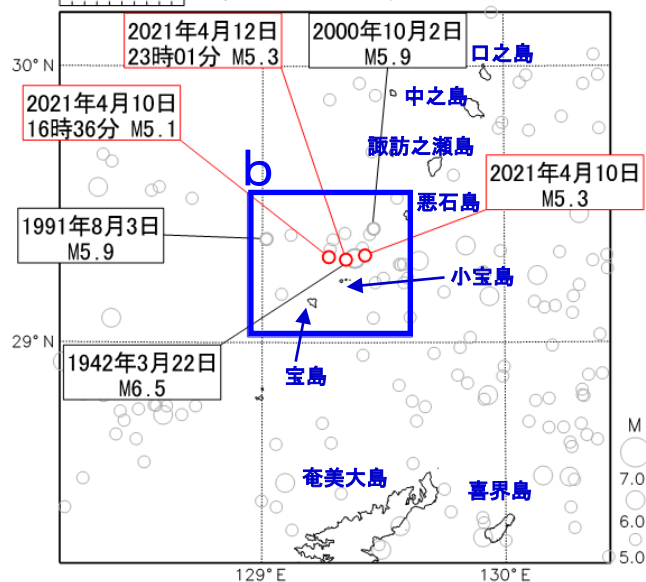 2021年4月12日
23時01分 M5.3
2000年10月2日
M5.9
口之島
30°N
中之島
2021年4月10日
16時36分 M5.1
諏訪之瀬島
b
2021年4月10日
M5.3
悪石島
1991年8月3日
M5.9
小宝島
29°N
1942年3月22日
M6.5
宝島
M
奄美大島
喜界島
7.0
6.0
5.0
129°E
130°E